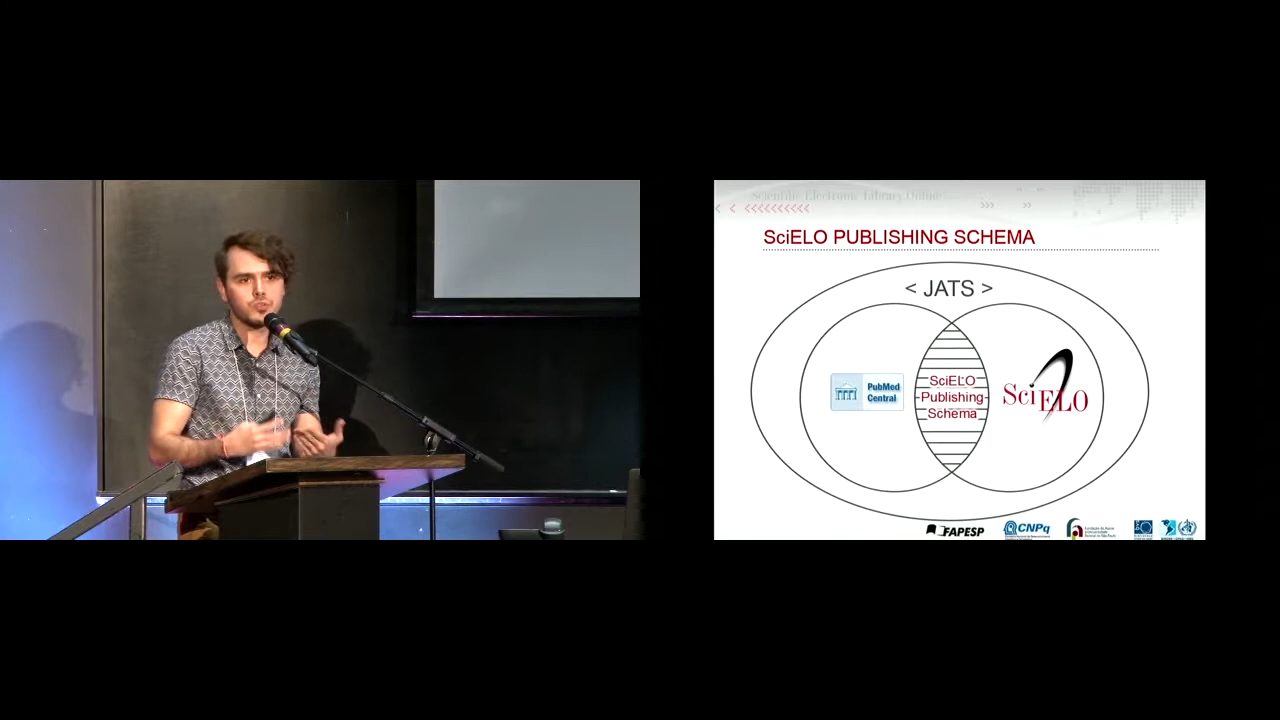 Scientific Electronic Library Online
SciELO PUBLISHING SCHEMA
< JATS >
PubMed
Central
SciELO
Publishing
Schema
SciELO
FAPESP
CNPq